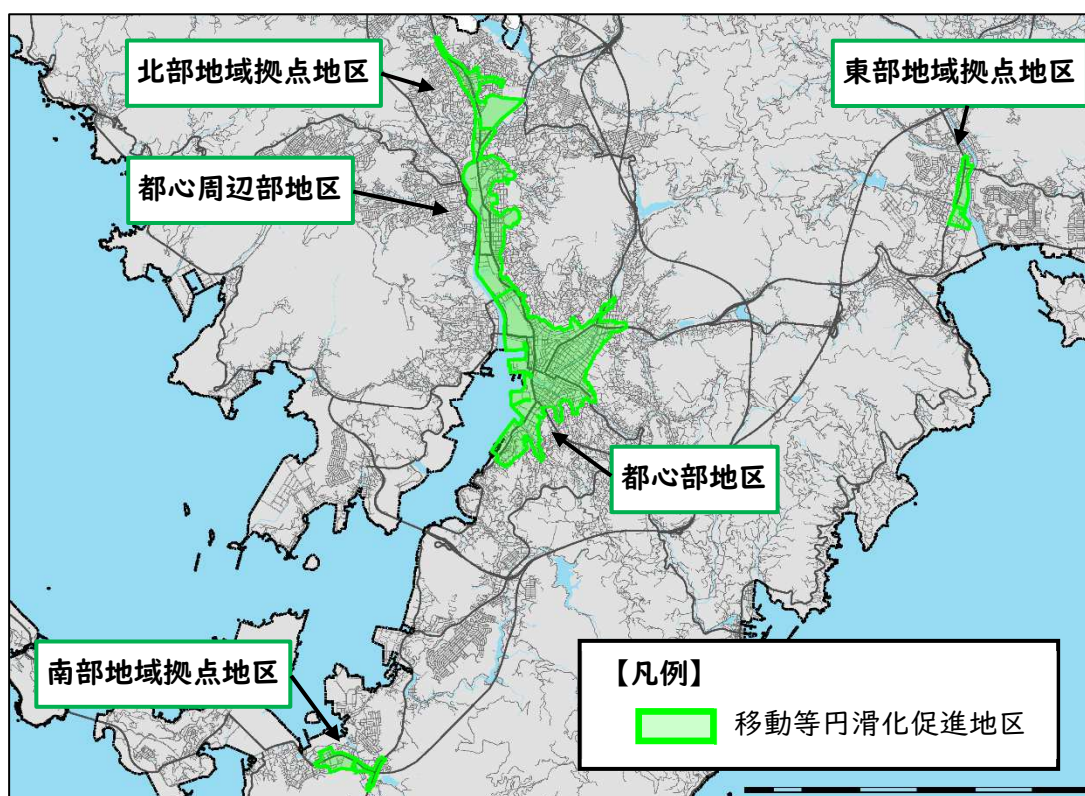 北部地域拠点地区
東部地域拠点地区
都心周辺部地区
都心部地区
南部地域拠点地区
【凡例】
移動等円滑化促進地区